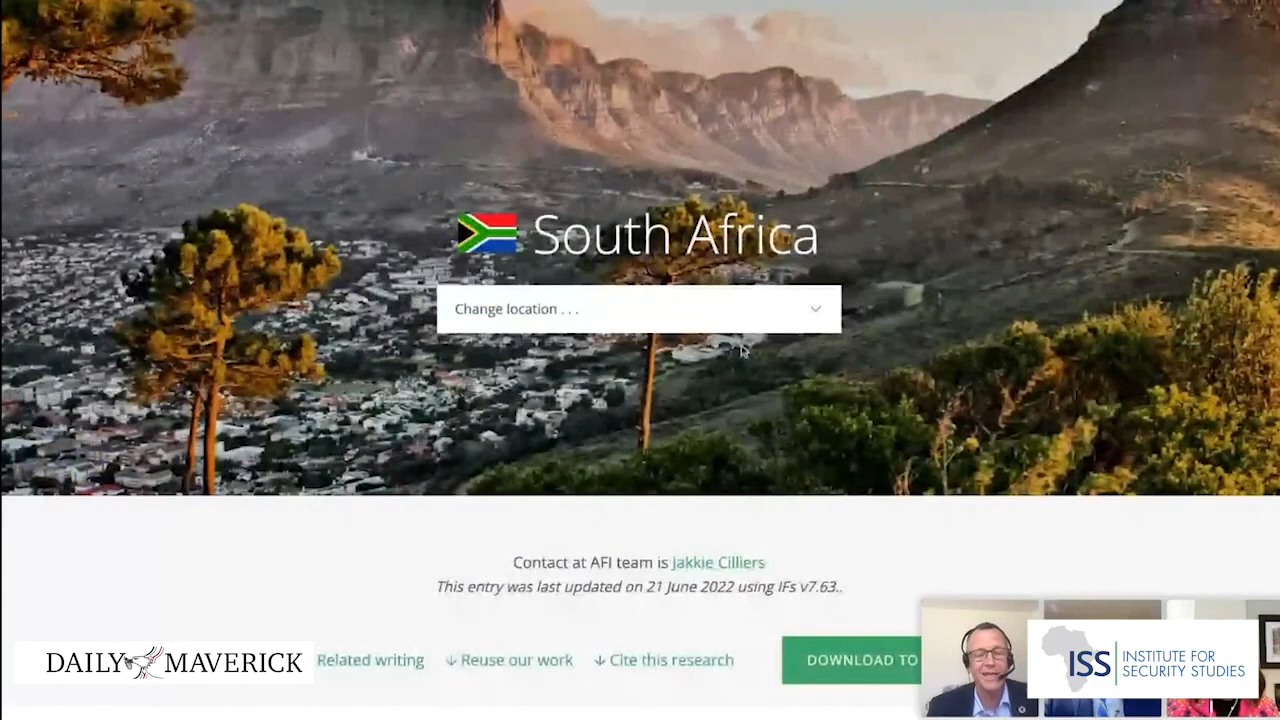 South Africa
Change location . . .
Contact at AFI team is Jakkie Cilliers
This entry was last updated on 21 June 2022 using IFs v7.63..
Related writing
Reuse our work
Cite this research
DOWNLOAD TO
DAILY MAVERICK
ISS
INSTITUTE FOR
SECURITY STUDIES